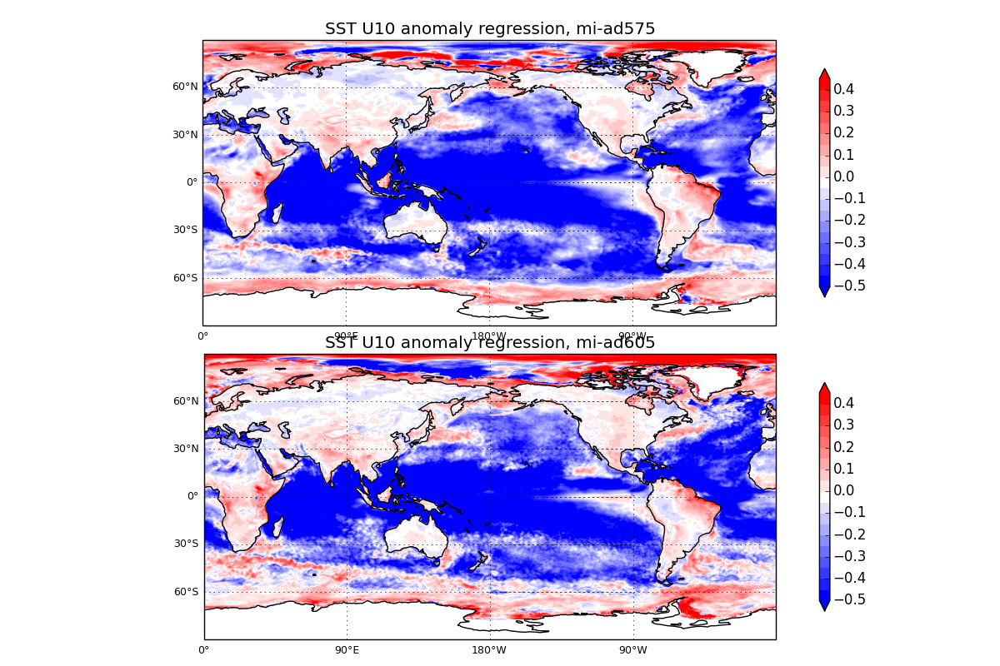 SST U10 anomaly regression, mi-ad575
60°N
30°N
0°
30°S
60°S
0°
90°E
180°W
90°W
0.4
0.3
0.2
0.1
0.0
−0.1
−0.2
−0.3
−0.4
−0.5
SST U10 anomaly regression, mi-ad605
60°N
30°N
0°
30°S
60°S
0°
90°E
180°W
90°W
0.4
0.3
0.2
0.1
0.0
−0.1
−0.2
−0.3
−0.4
−0.5